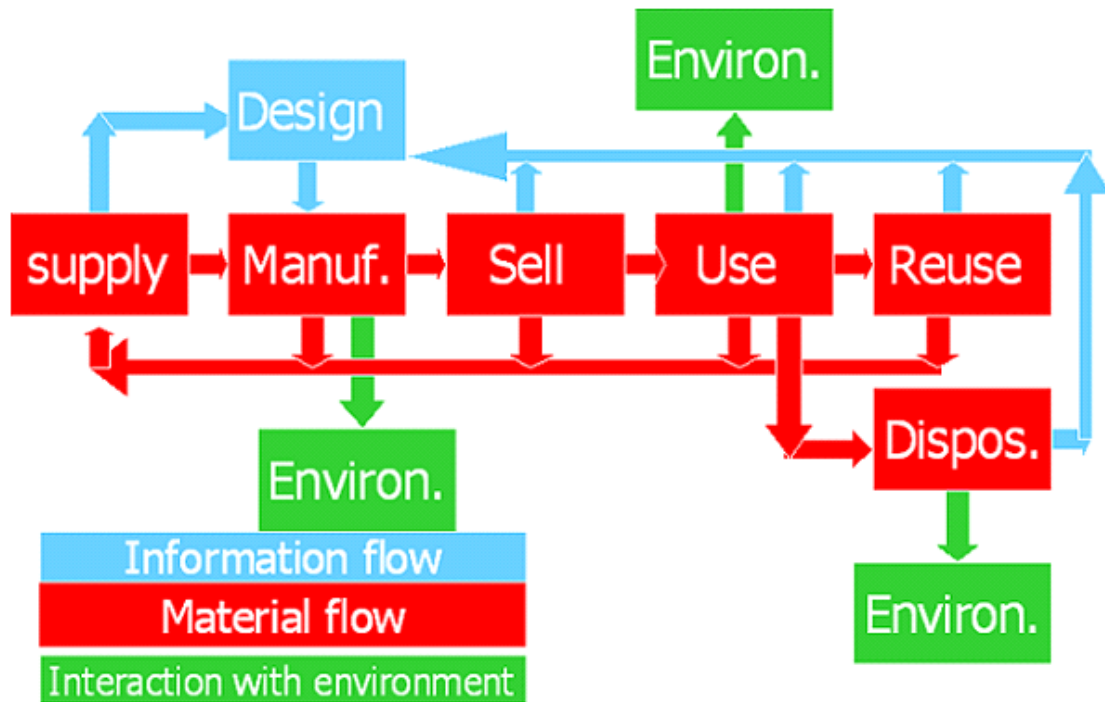 Environ.
Design
supply
Manuf.
Sell
Use
Reuse
Dispos.
Environ.
Environ.
Information flow
Material flow
Interaction with environment